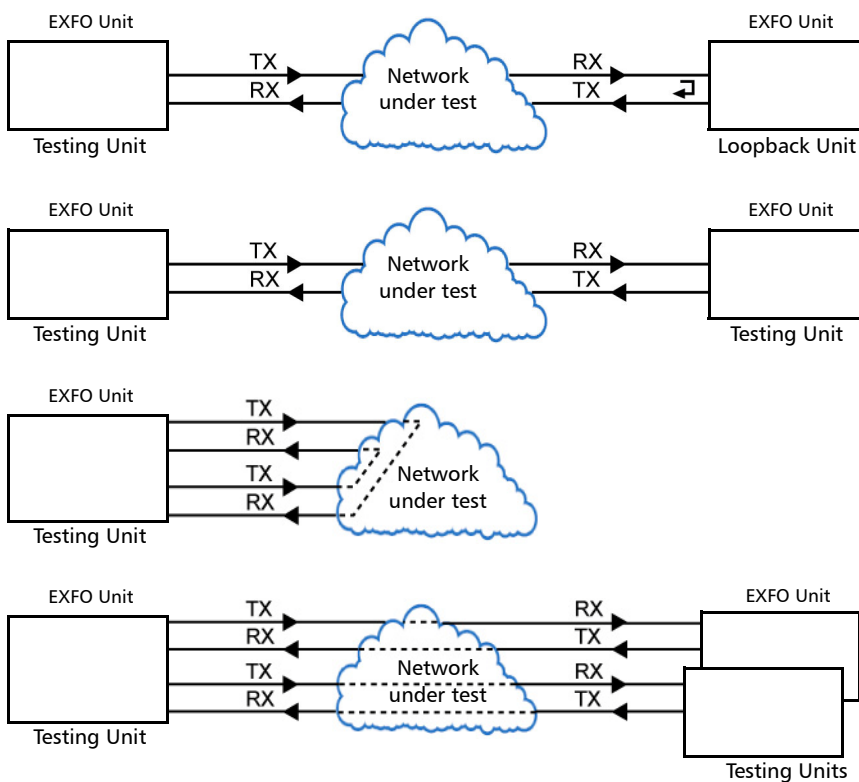 EXFO Unit
EXFO Unit
TX
RX
Network
under test
RX
TX
Testing Unit
Loopback Unit
EXFO Unit
EXFO Unit
TX
RX
Network
under test
RX
TX
Testing Unit
Testing Unit
EXFO Unit
TX
RX
TX
RX
Network
under test
Testing Unit
EXFO Unit
EXFO Unit
TX
RX
TX
RX
Network
under test
RX
TX
RX
TX
Testing Unit
Testing Units